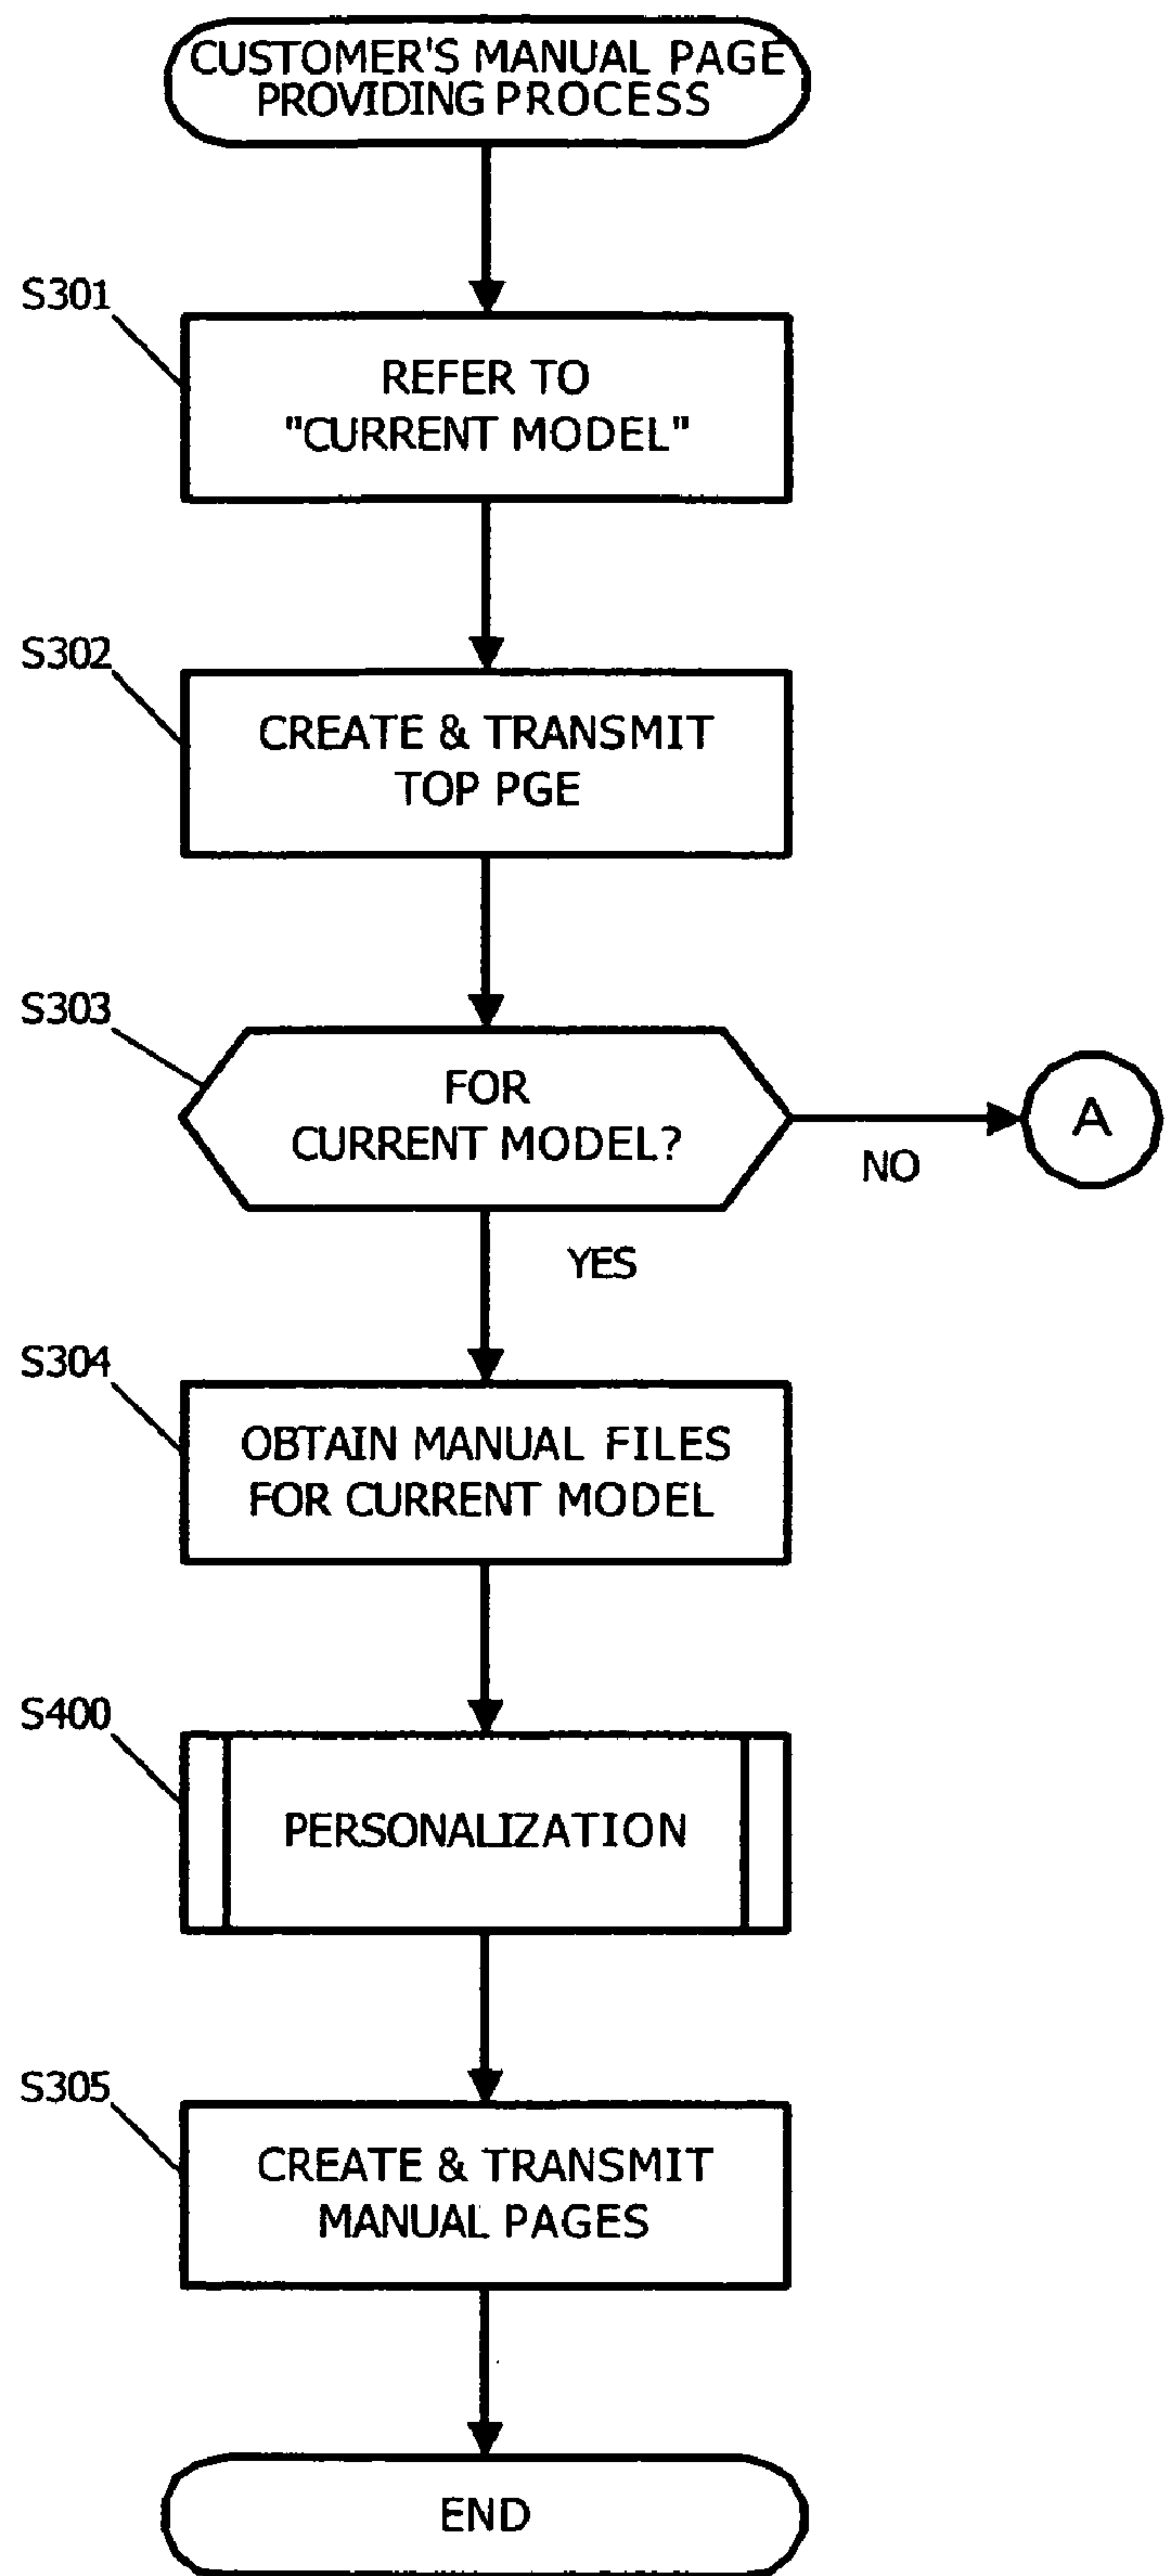 CUSTOMER'S MANUAL PAGE
PROVIDING PROCESS
S301
REFER TO
"CURRENT MODEL"
S302
CREATE & TRANSMIT
TOP PGE
S303
FOR
CURRENT MODEL?
A
NO
YES
S304
OBTAIN MANUAL FILES
FOR CURRENT MODEL
S400
PERSONALIZATION
S305
CREATE & TRANSMIT
MANUAL PAGES
END